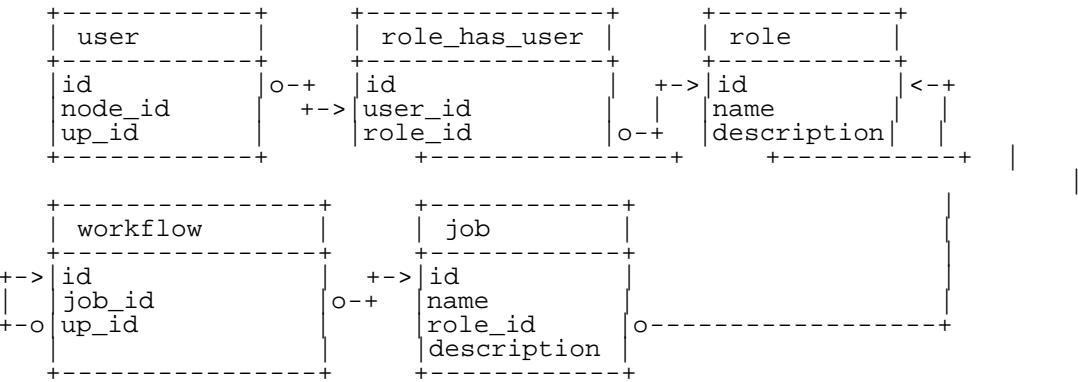 user role_has_user role
id id id
node_id user_id name
up_id role_id description
workflow job
id id
job_id name
up_id role_id
description